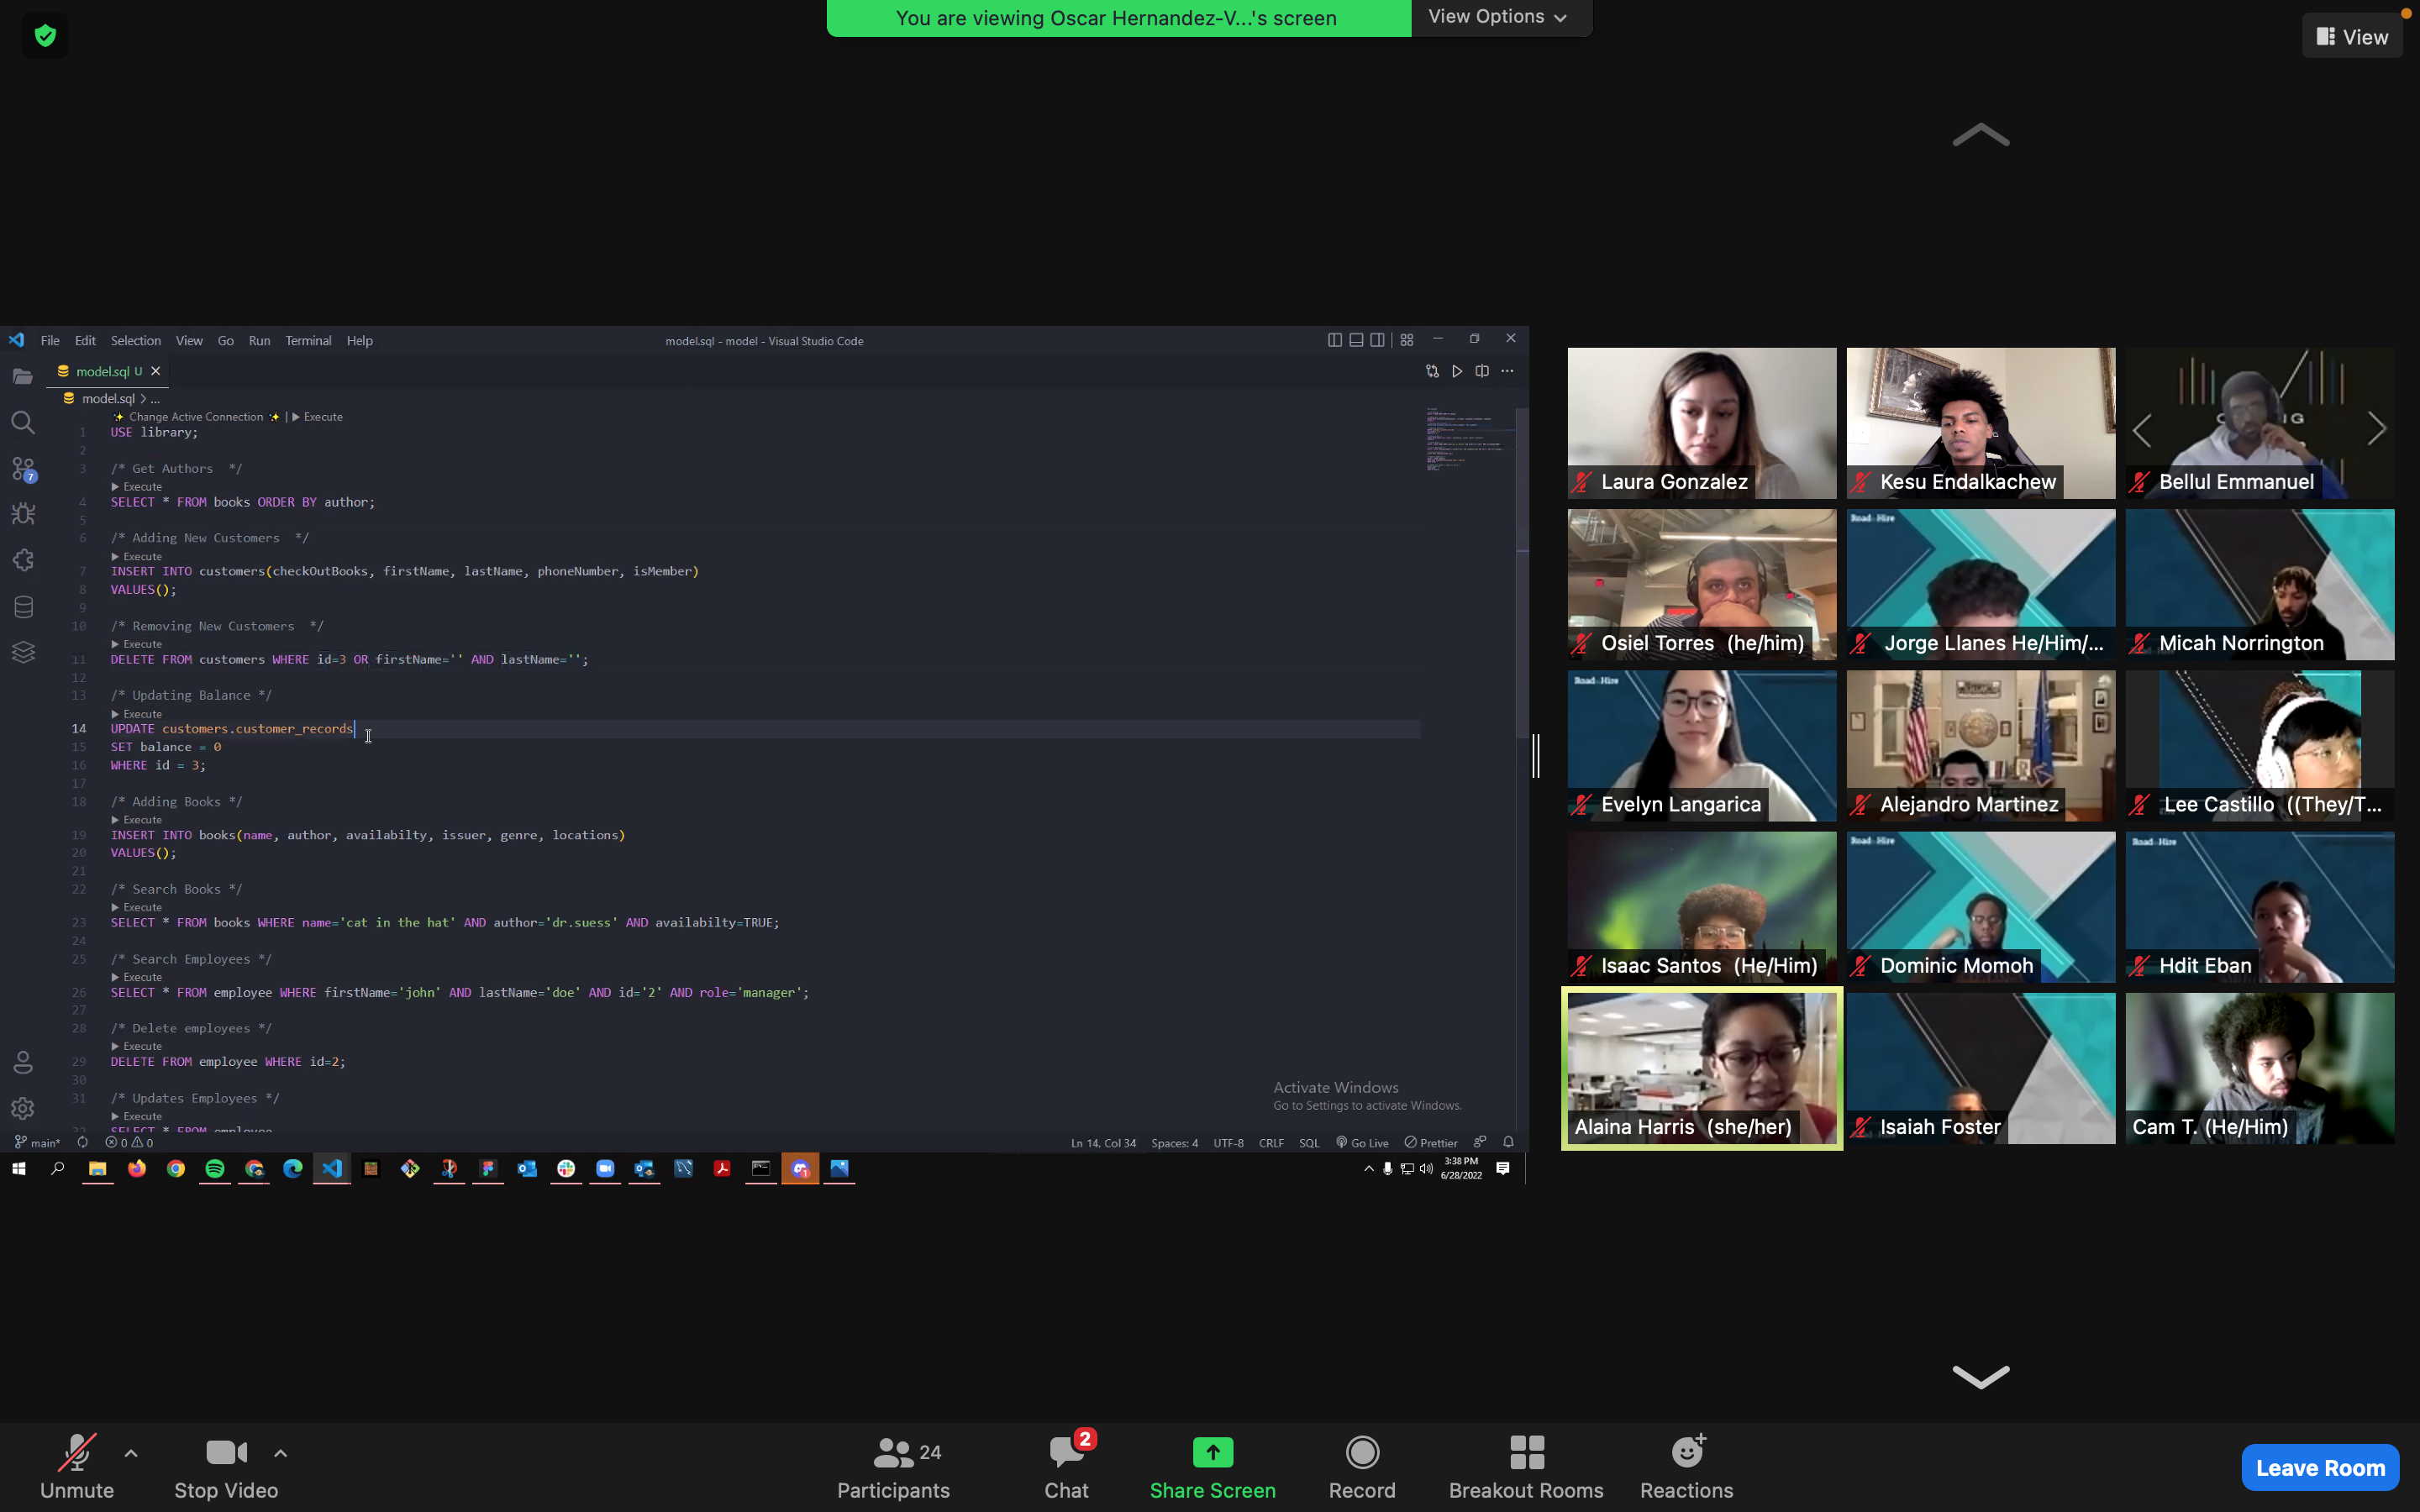 You are viewing Oscar Hernandez-V...'s screen
View Options
View
File Edit Selection View Go Run Terminal Help
model.sql - model - Visual Studio Code
model.sql U
model.sql > ...
Change Active Connection | Execute
1 USE library;
2
3 /* Get Authors */
Execute
4 SELECT * FROM books ORDER BY author;
5
6 /* Adding New Customers */
Execute
7 INSERT INTO customers(checkOutBooks, firstName, lastName, phoneNumber, isMember)
8 VALUES();
9
10 /* Removing New Customers */
Execute
11 DELETE FROM customers WHERE id=3 OR firstName='' AND lastName='';
12
13 /* Updating Balance */
Execute
14 UPDATE customers.customer_records
15 SET balance = 0
16 WHERE id = 3;
17
18 /* Adding Books */
Execute
19 INSERT INTO books(name, author, availabilty, issuer, genre, locations)
20 VALUES();
21
22 /* Search Books */
Execute
23 SELECT * FROM books WHERE name='cat in the hat' AND author='dr.suess' AND availabilty=TRUE;
24
25 /* Search Employees */
Execute
26 SELECT * FROM employee WHERE firstName='john' AND lastName='doe' AND id='2' AND role='manager';
27
28 /* Delete employees */
Execute
29 DELETE FROM employee WHERE id=2;
30
31 /* Updates Employees */
Execute
32 SELECT * FROM employee
7
Activate Windows
Go to Settings to activate Windows.
main* 0 0
Ln 14, Col 34 Spaces: 4 UTF-8 CRLF SQL Go Live Prettier
3:38 PM
6/28/2022
Laura Gonzalez
Kesu Endalkachew
Bellul Emmanuel
Osiel Torres (he/him)
Road Hire
Jorge Llanes He/Him/...
Micah Norrington
Road Hire
Evelyn Langarica
Alejandro Martinez
Lee Castillo ((They/T...
Isaac Santos (He/Him)
Road Hire
Dominic Momoh
Road Hire
Hdit Eban
Alaina Harris (she/her)
Isaiah Foster
Cam T. (He/Him)
Unmute
Stop Video
24
Participants
2
Chat
Share Screen
Record
Breakout Rooms
Reactions
Leave Room